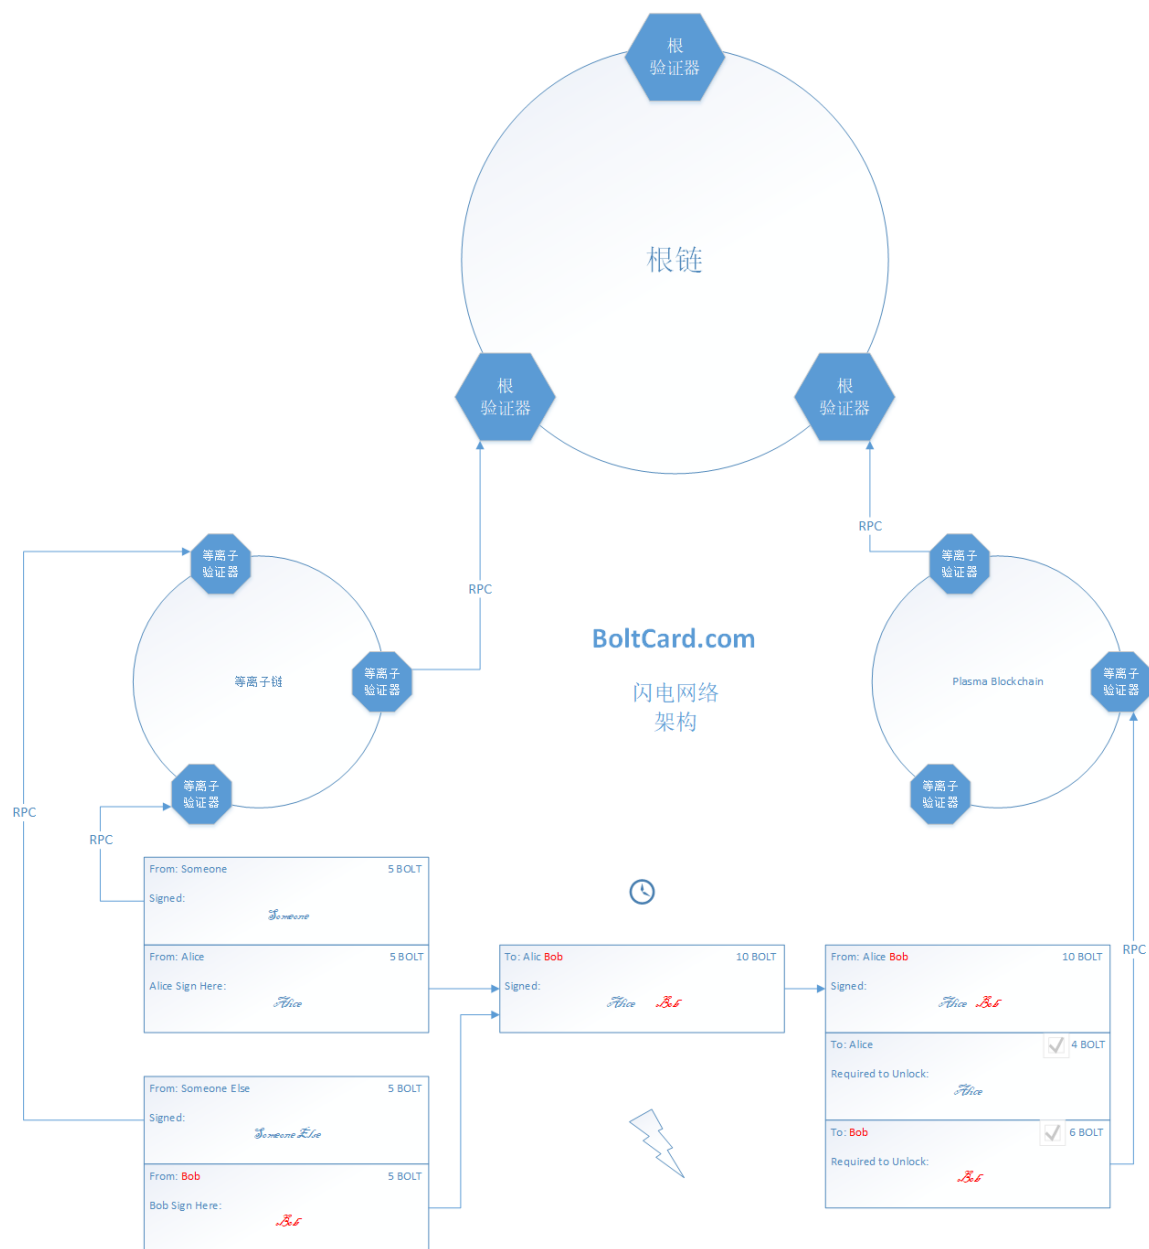 根
验证器
根链
根
验证器
根
验证器
RPC
RPC
等离子
验证器
等离子
验证器
等离子链
等离子
验证器
BoltCard.com
闪电网络
架构
等离子
验证器
Plasma Blockchain
等离子
验证器
等离子
验证器
RPC
RPC
RPC
From: Someone 5 BOLT
Signed:
Someone
From: Alice 5 BOLT
Alice Sign Here:
Alice
To: Alic Bob 10 BOLT
Signed:
Alice Bob
From: Alice Bob 10 BOLT
Signed:
Alice Bob
To: Alice 4 BOLT
Required to Unlock:
Alice
To: Bob 6 BOLT
Required to Unlock:
Bob
From: Someone Else 5 BOLT
Signed:
Someone Else
From: Bob 5 BOLT
Bob Sign Here:
Bob